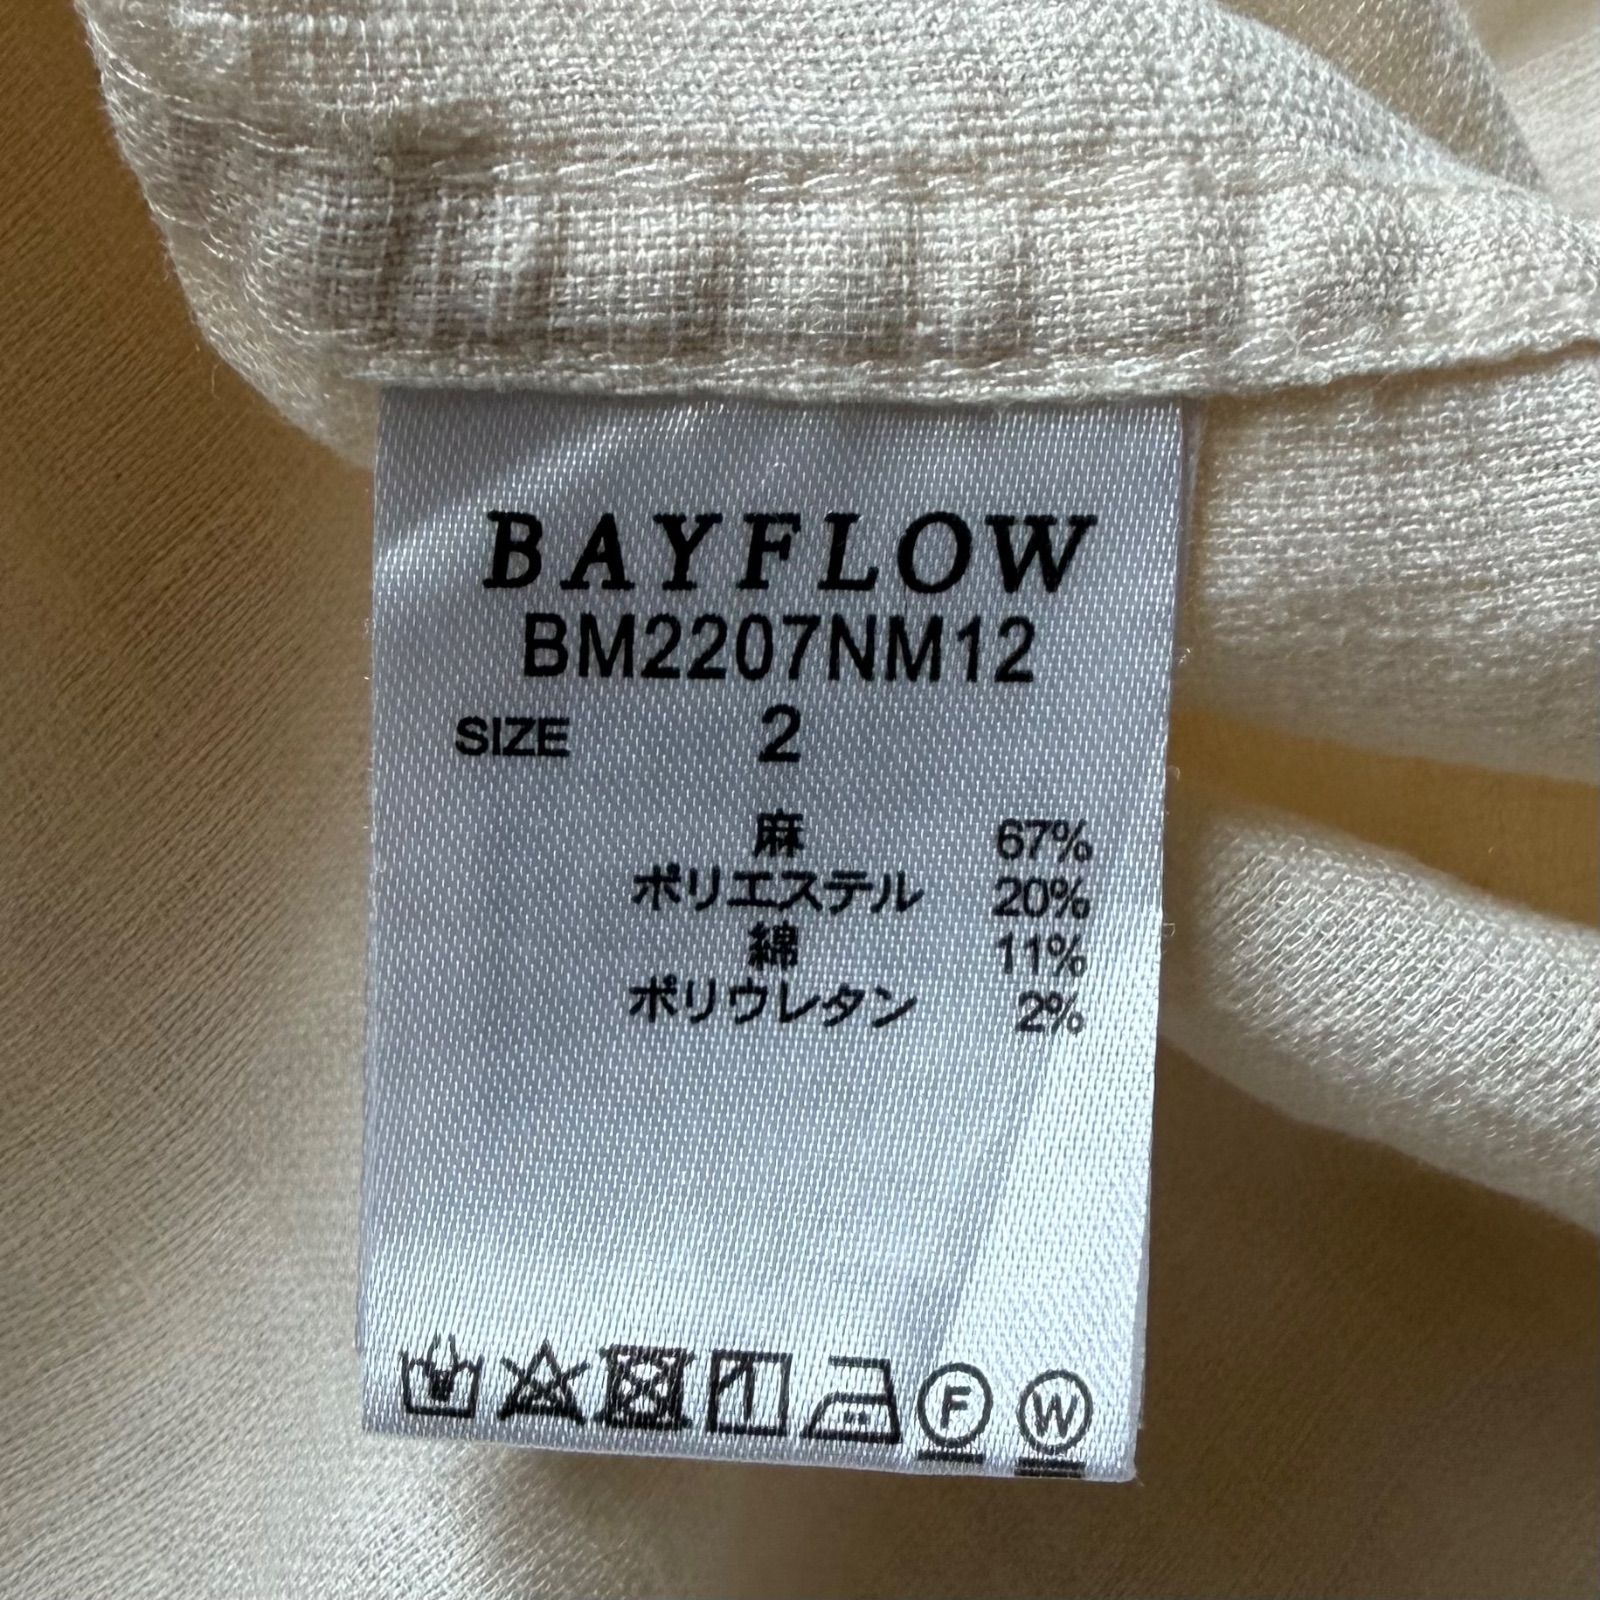 BAYFLOW
BM2207NM12
SIZE 2
麻 67%
ポリエステル 20%
綿 11%
ポリウレタン 2%
F W